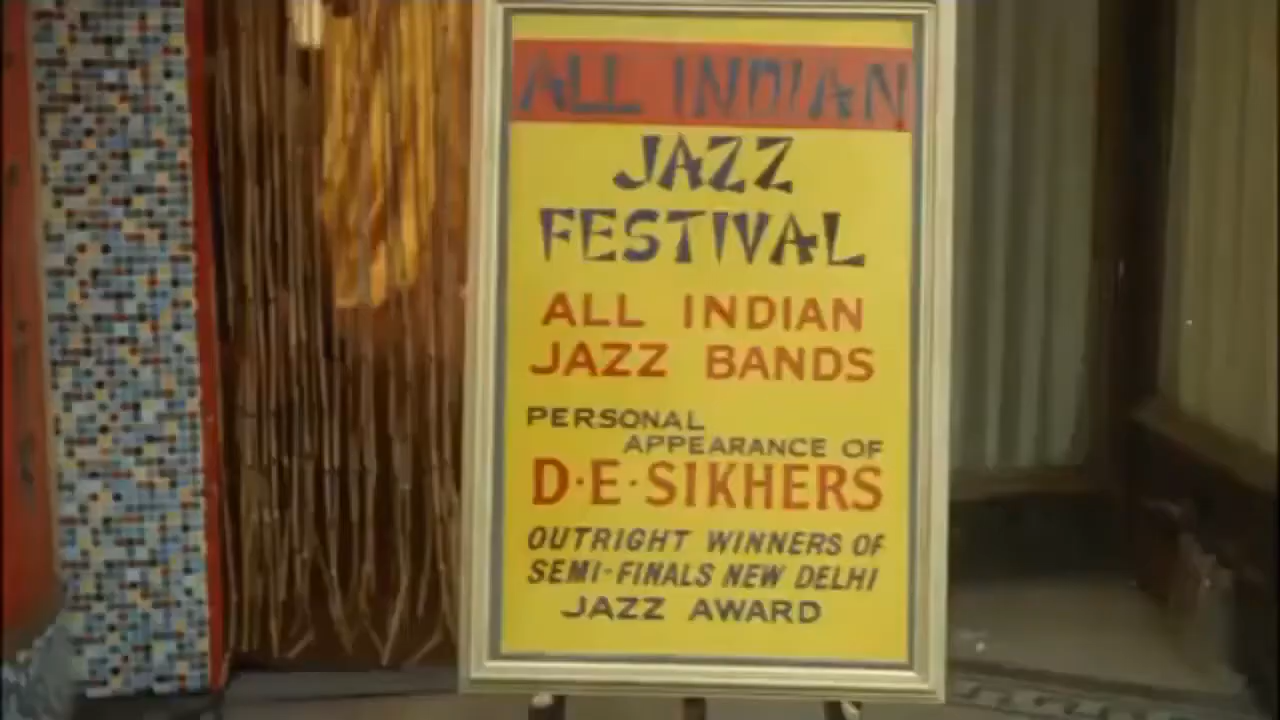 ALL INDIAN
JAZZ
FESTIVAL
ALL INDIAN
JAZZ BANDS
PERSONAL
APPEARANCE OF
D·E·SIKHERS
OUTRIGHT WINNERS OF
SEMI-FINALS NEW DELHI
JAZZ AWARD